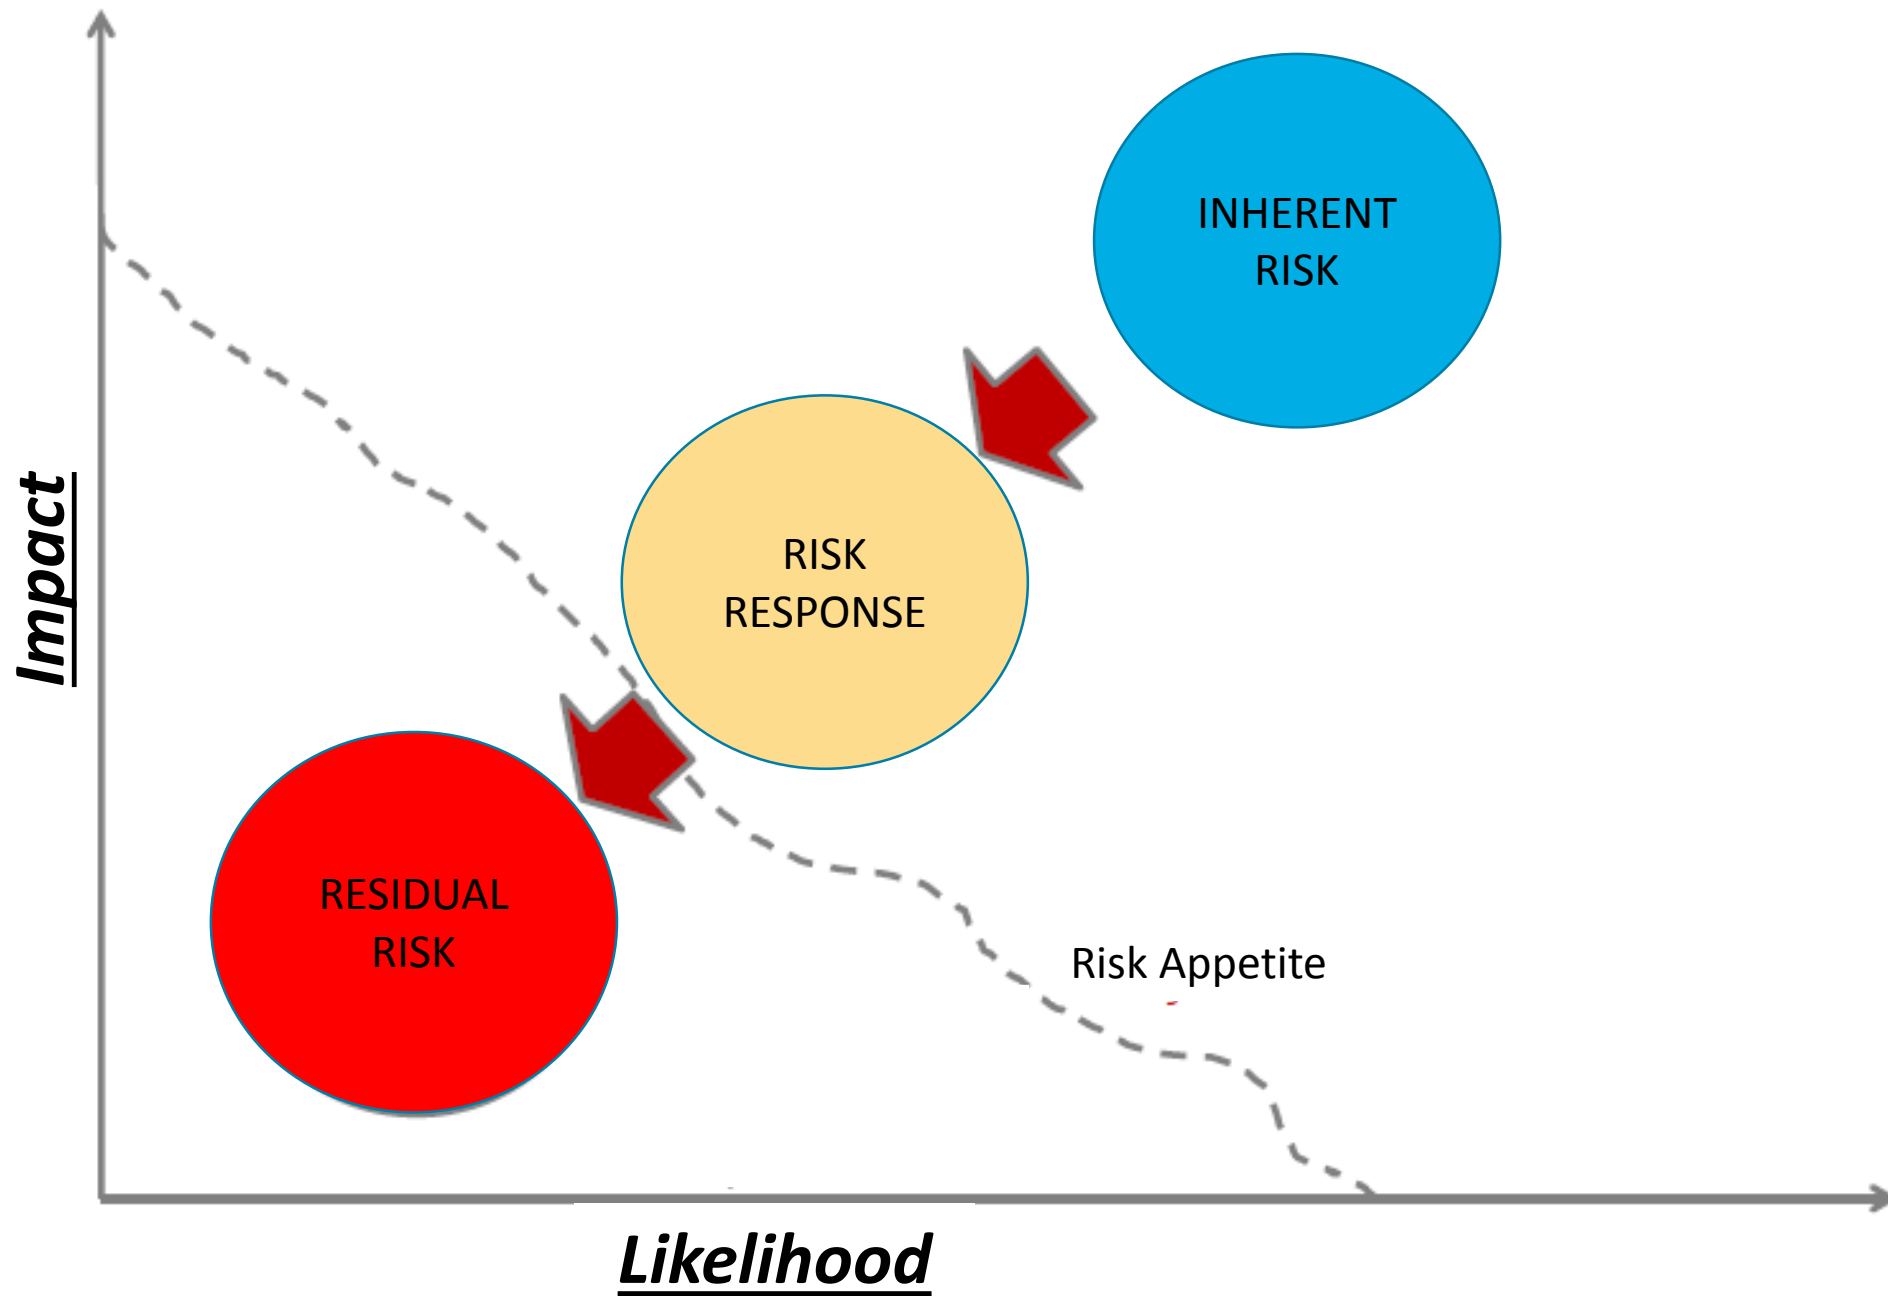 INHERENT
RISK
RISK
RESPONSE
Impact
RESIDUAL
RISK
Risk Appetite
Likelihood